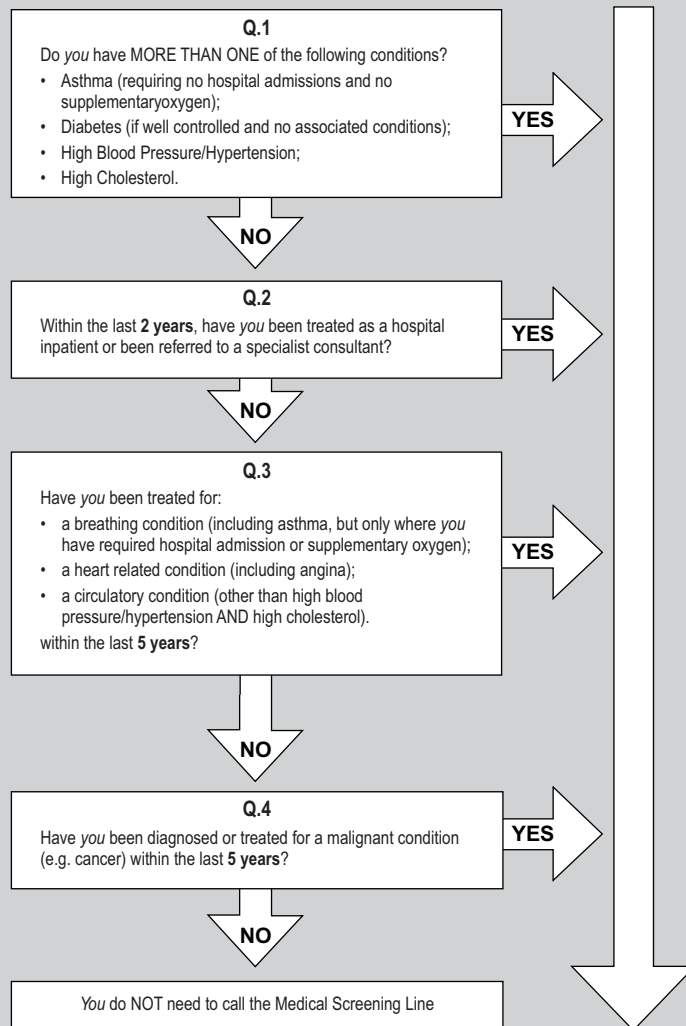 Q.1
Do you have MORE THAN ONE of the following conditions?
• Asthma (requiring no hospital admissions and no
supplementaryoxygen);
• Diabetes (if well controlled and no associated conditions);
• High Blood Pressure/Hypertension;
• High Cholesterol.
YES
NO
Q.2
Within the last 2 years, have you been treated as a hospital
inpatient or been referred to a specialist consultant?
YES
NO
Q.3
Have you been treated for:
• a breathing condition (including asthma, but only where you
have required hospital admission or supplementary oxygen);
• a heart related condition (including angina);
• a circulatory condition (other than high blood
pressure/hypertension AND high cholesterol).
within the last 5 years?
YES
NO
Q.4
Have you been diagnosed or treated for a malignant condition
(e.g. cancer) within the last 5 years?
YES
NO
You do NOT need to call the Medical Screening Line